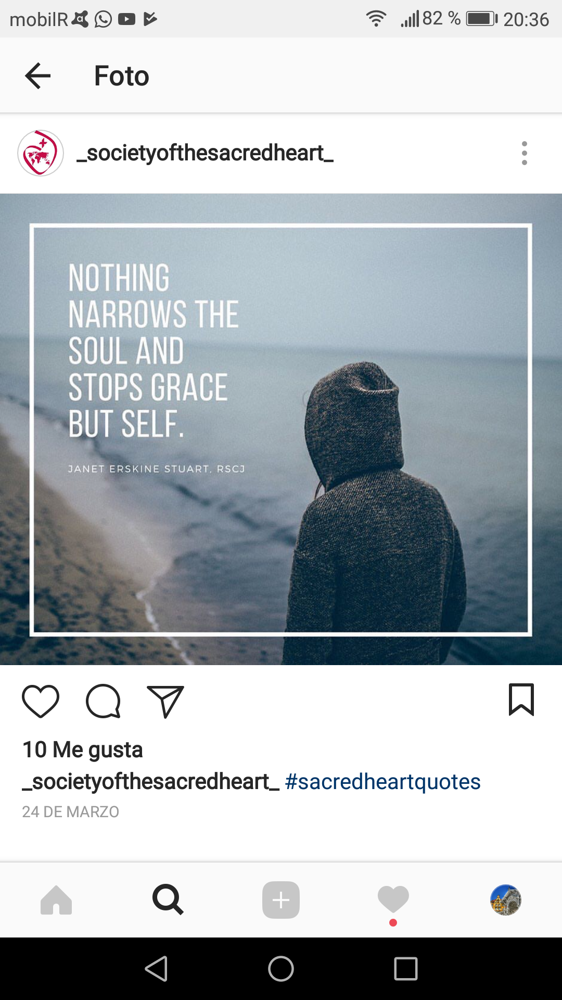 mobilR 82 % 20:36
Foto
_societyofthesacredheart_
NOTHING
NARROWS THE
SOUL AND
STOPS GRACE
BUT SELF.
JANET ERSKINE STUART, RSCJ
10 Me gusta
_societyofthesacredheart_ #sacredheartquotes
24 DE MARZO